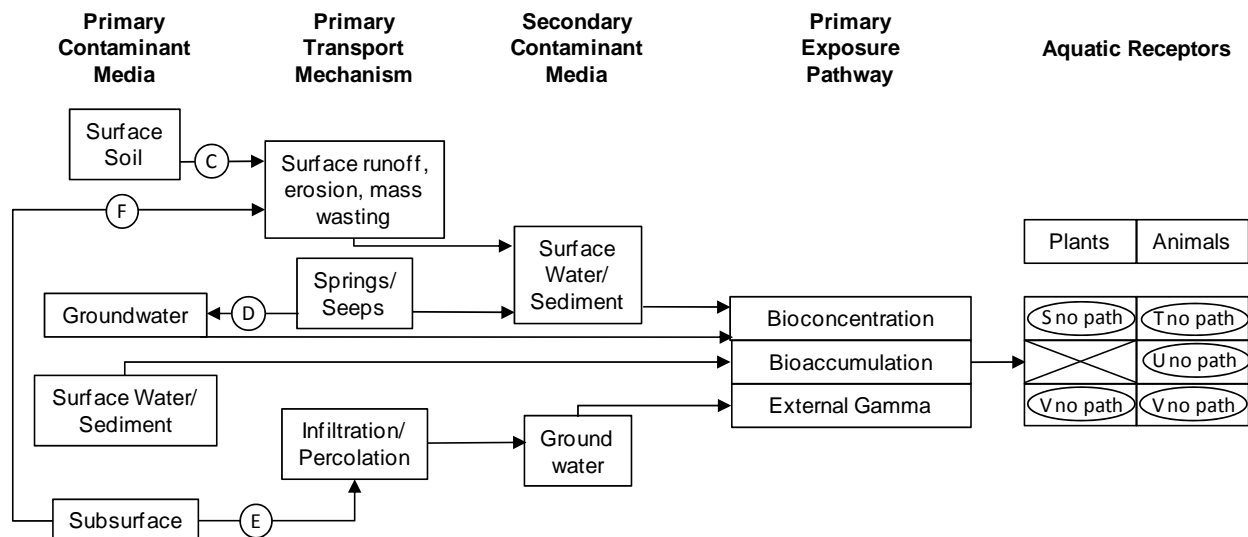 Primary
Contaminant
Media
Primary
Transport
Mechanism
Secondary
Contaminant
Media
Primary
Exposure
Pathway
Aquatic Receptors
Surface
Soil
C
Surface runoff,
erosion, mass
wasting
F
Surface
Water/
Sediment
Plants
Animals
Springs/
Seeps
Groundwater
D
Bioconcentration
S no path
T no path
Bioaccumulation
U no path
Surface Water/
Sediment
External Gamma
V no path
V no path
Infiltration/
Percolation
Ground
water
Subsurface
E